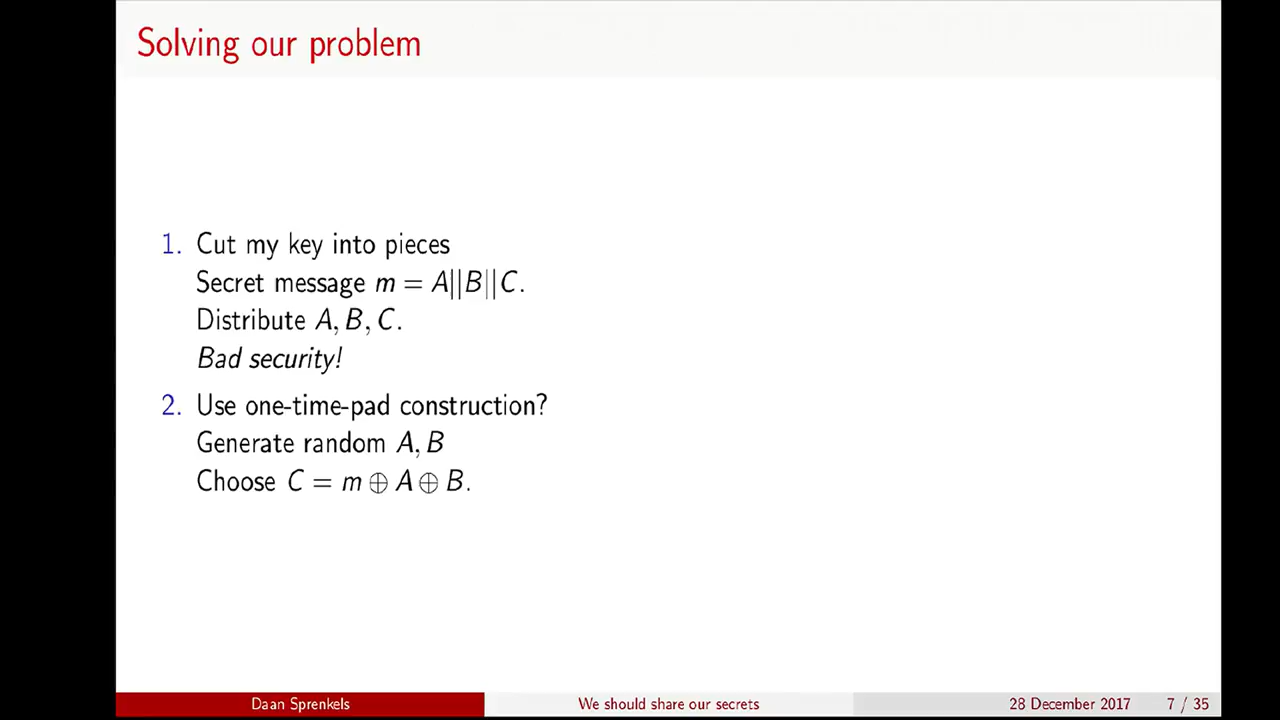 Solving our problem
1. Cut my key into pieces
Secret message m = A||B||C.
Distribute A, B, C.
Bad security!
2. Use one-time-pad construction?
Generate random A, B
Choose C = m ⊕ A ⊕ B.
Daan Sprenkels We should share our secrets 28 December 2017 7 / 35